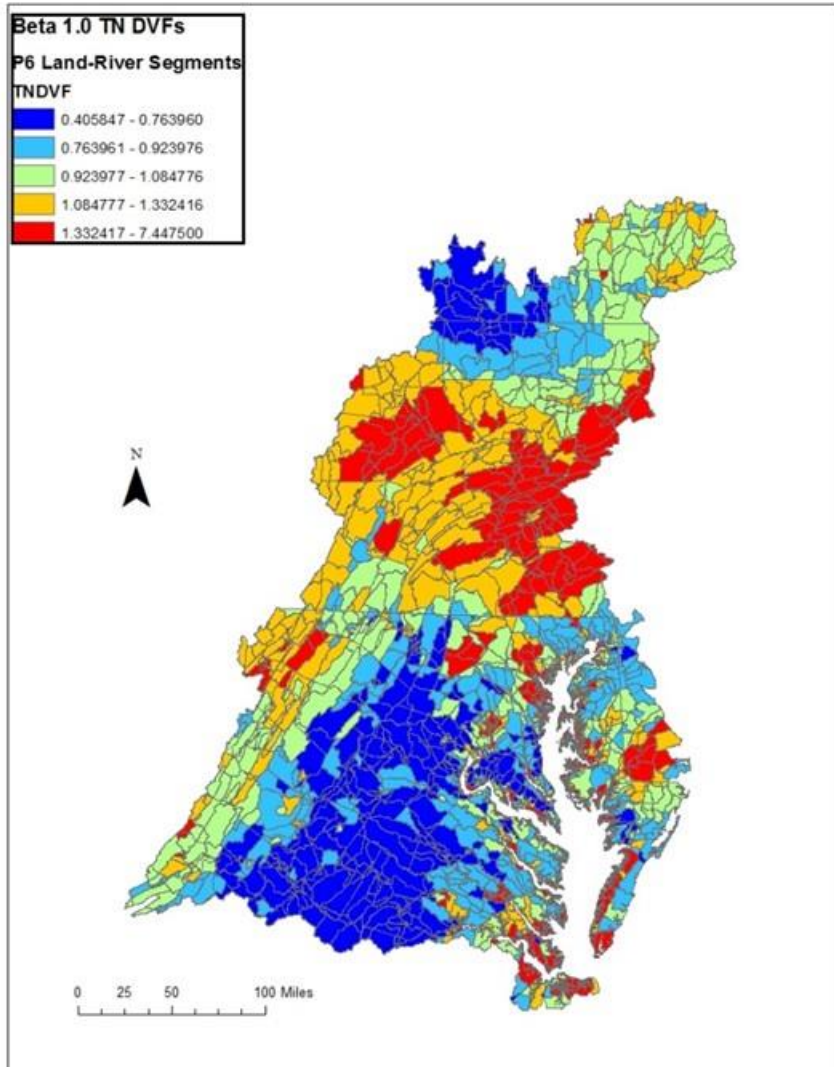 Beta 1.0 TN DVFs
P6 Land-River Segments
TNDVF
0.405847 - 0.763960
0.763961 - 0.923976
0.923977 - 1.084776
1.084777 - 1.332416
1.332417 - 7.447500
N
0 25 50 100 Miles